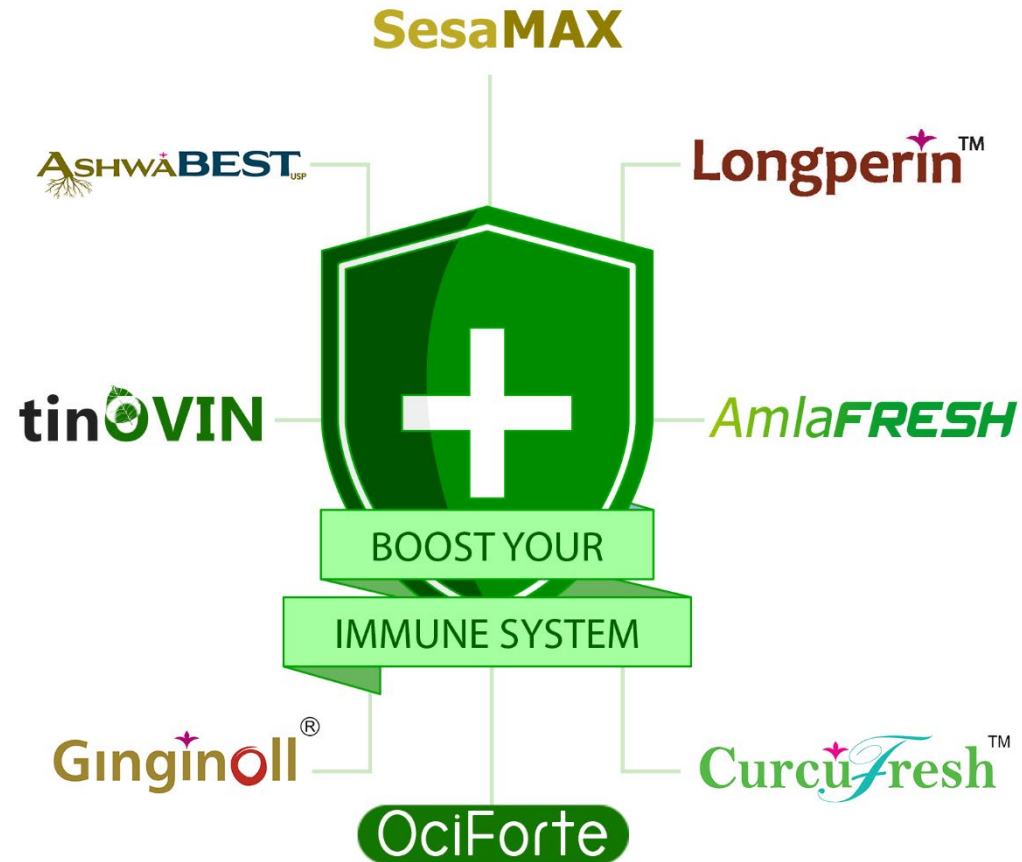 SesaMAX
AshwaBEST USP
Longperin™
tinOVIN
AmlaFRESH
BOOST YOUR
IMMUNE SYSTEM
Ginginoll®
CurcuFresh™
OciForte